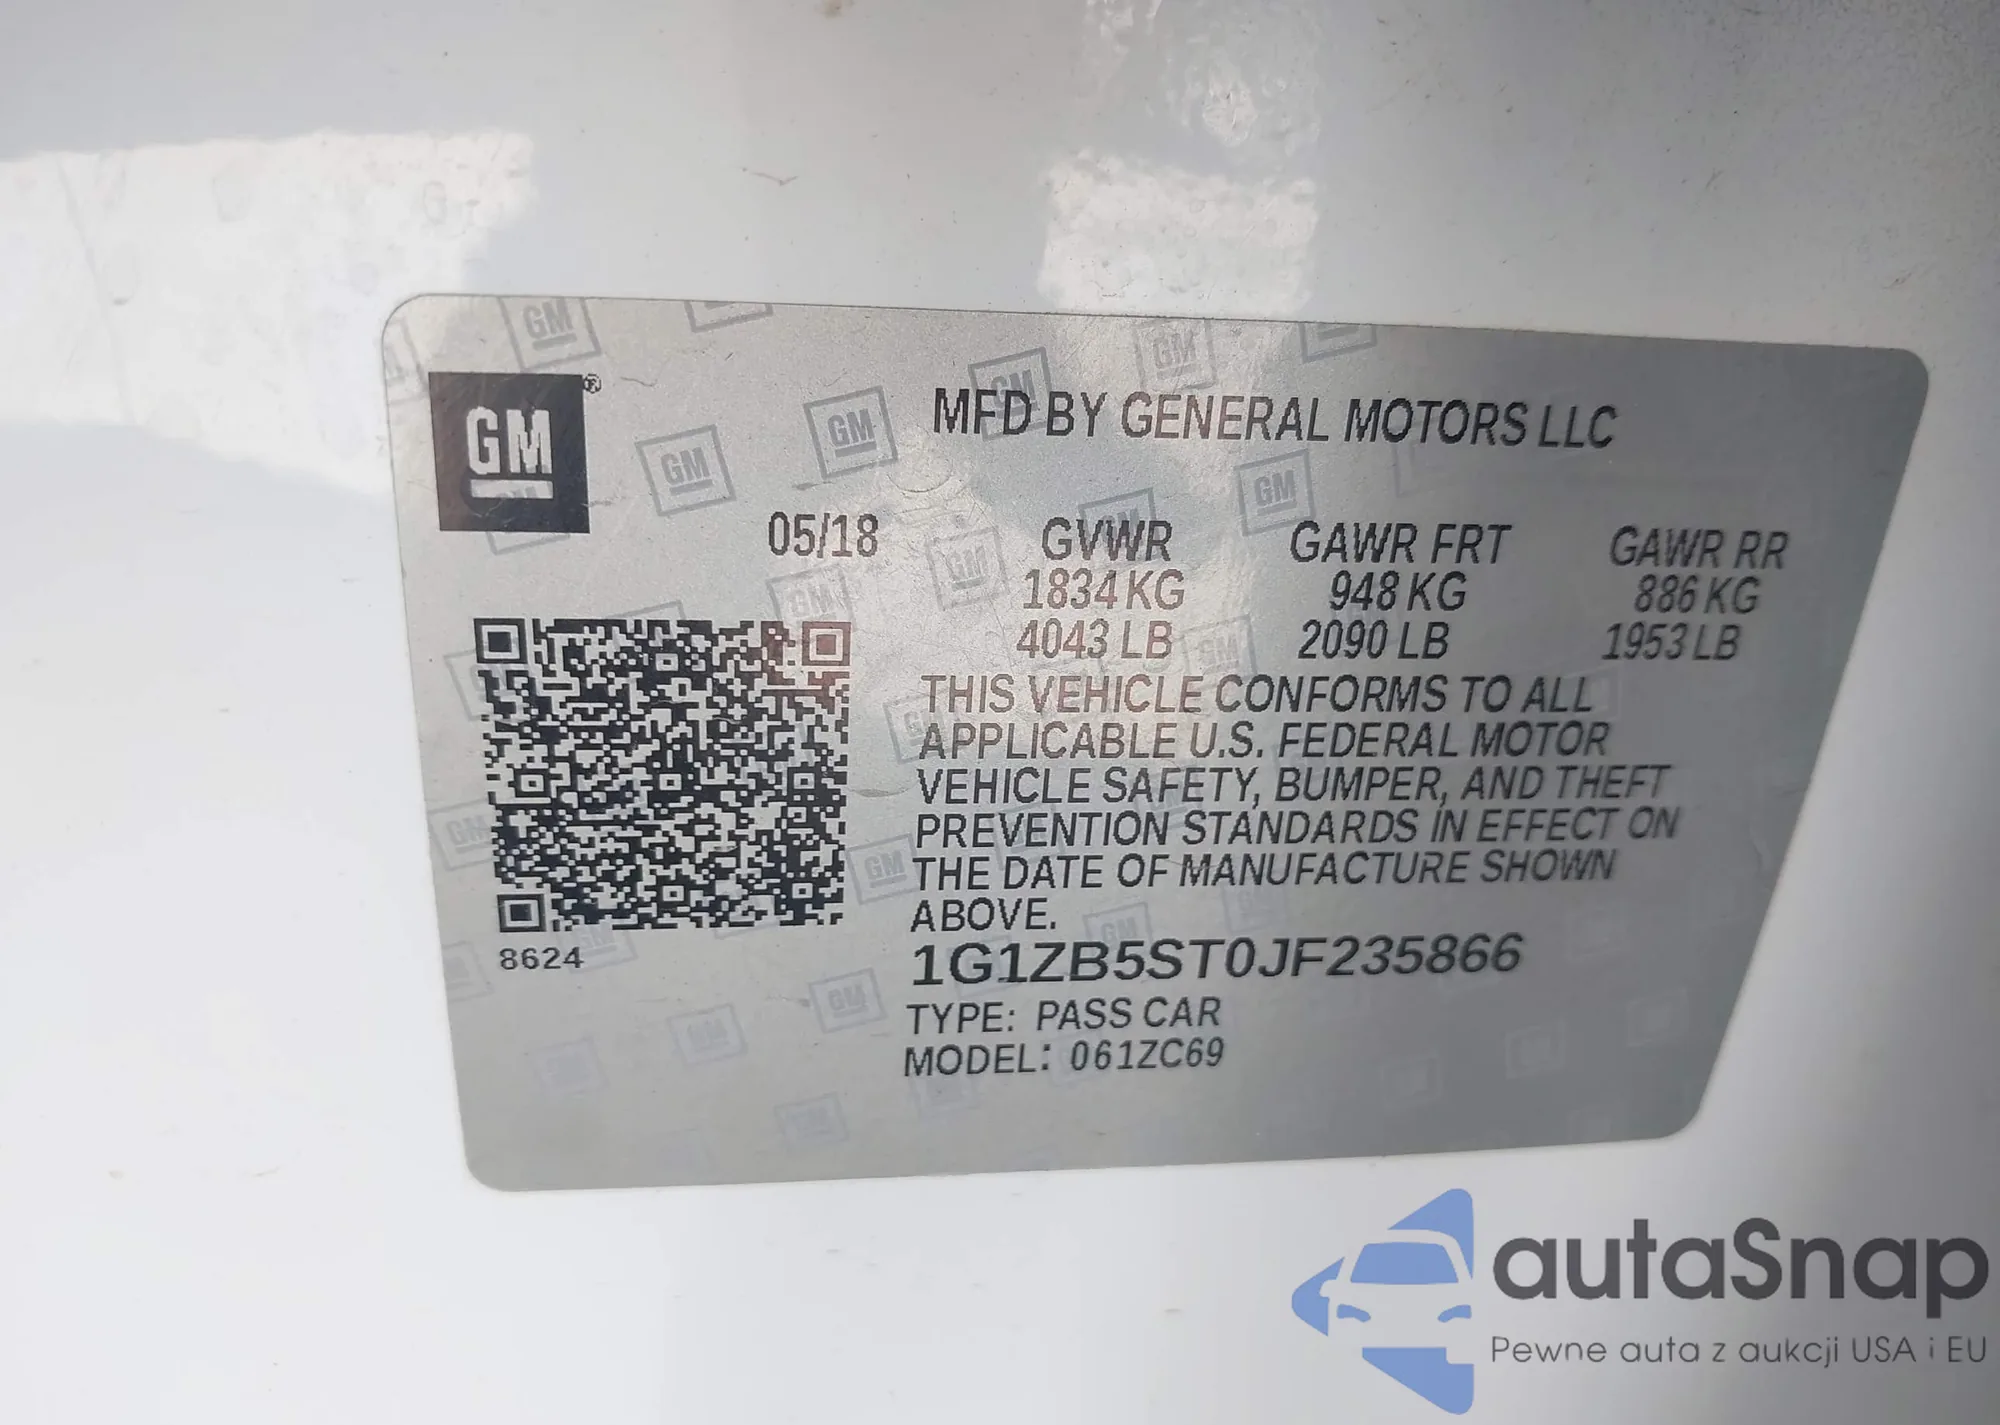 GM®
MFD BY GENERAL MOTORS LLC
05/18 GVWR GAWR FRT GAWR RR
1834 KG 948 KG 886 KG
4043 LB 2090 LB 1953 LB
THIS VEHICLE CONFORMS TO ALL
APPLICABLE U.S. FEDERAL MOTOR
VEHICLE SAFETY, BUMPER, AND THEFT
PREVENTION STANDARDS IN EFFECT ON
THE DATE OF MANUFACTURE SHOWN
ABOVE.
8624
1G1ZB5ST0JF235866
TYPE: PASS CAR
MODEL: 061ZC69
autaSnap
Pewne auta z aukcji USA i EU